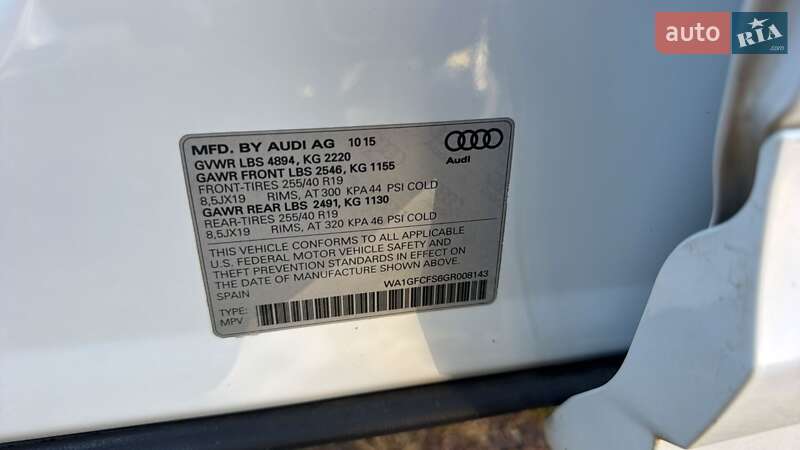 auto RIA.com
MFD. BY AUDI AG 10 15
GVWR LBS 4894, KG 2220
GAWR FRONT LBS 2546, KG 1155
FRONT-TIRES 255/40 R19
8,5JX19 RIMS, AT 300 KPA 44 PSI COLD
GAWR REAR LBS 2491, KG 1130
REAR-TIRES 255/40 R19
8,5JX19 RIMS, AT 320 KPA 46 PSI COLD
Audi
THIS VEHICLE CONFORMS TO ALL APPLICABLE
U.S. FEDERAL MOTOR VEHICLE SAFETY AND
THEFT PREVENTION STANDARDS IN EFFECT ON
THE DATE OF MANUFACTURE SHOWN ABOVE.
SPAIN
WA1GFCFS6GR008143
TYPE:
MPV